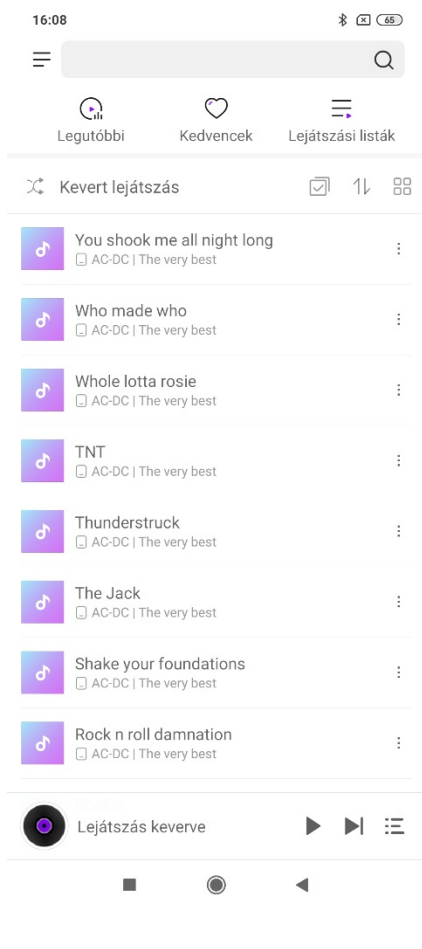 16:08
65
Legutóbbi
Kedvencek
Lejátszási listák
Kevert lejátszás
You shook me all night long
AC-DC | The very best
Who made who
AC-DC | The very best
Whole lotta rosie
AC-DC | The very best
TNT
AC-DC | The very best
Thunderstruck
AC-DC | The very best
The Jack
AC-DC | The very best
Shake your foundations
AC-DC | The very best
Rock n roll damnation
AC-DC | The very best
Lejátszás keverve